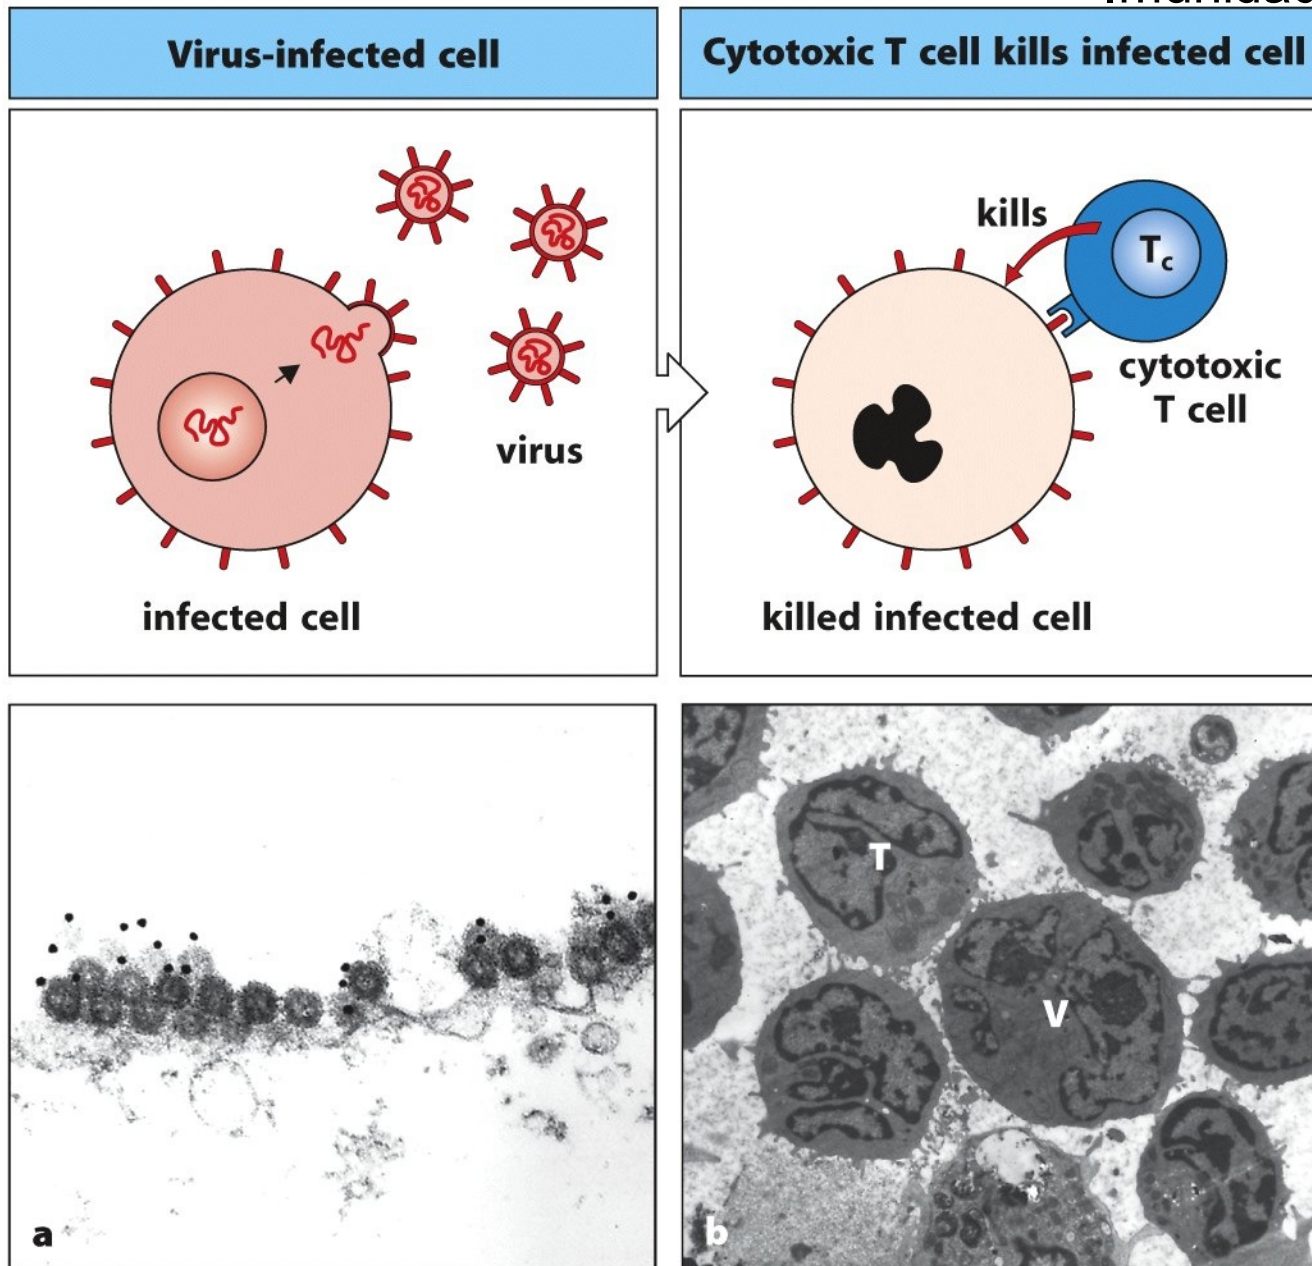 Virus-infected cell
Cytotoxic T cell kills infected cell
virus
infected cell
kills
Tc
cytotoxic
T cell
killed infected cell
a
T
V
b